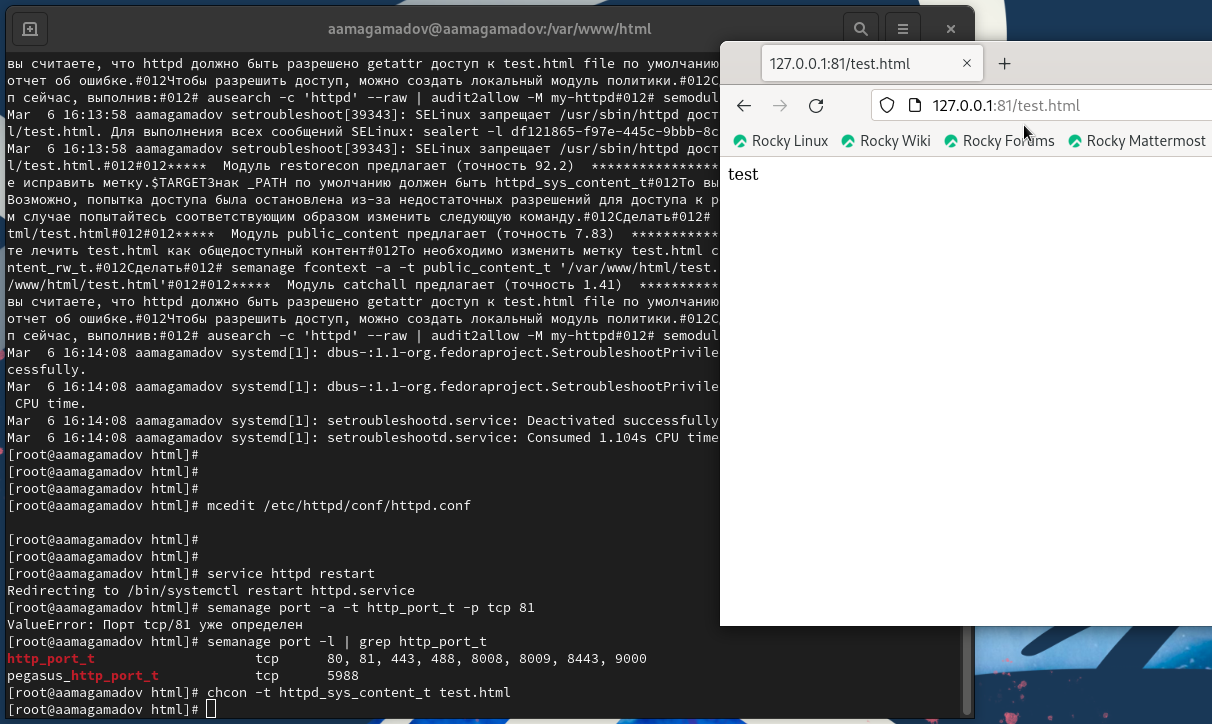 aamagamadov@aamagamadov:/var/www/html
вы считаете, что httpd должно быть разрешено getattr доступ к test.html file по умолчанию
отчет об ошибке.#012Чтобы разрешить доступ, можно создать локальный модуль политики.#012С
п сейчас, выполнив:#012# ausearch -c 'httpd' --raw | audit2allow -M my-httpd#012# semodul
Mar  6 16:13:58 aamagamadov setroubleshoot[39343]: SELinux запрещает /usr/sbin/httpd дост
l/test.html. Для выполнения всех сообщений SELinux: sealert -l df121865-f97e-445c-9bbb-8c
Mar  6 16:13:58 aamagamadov setroubleshoot[39343]: SELinux запрещает /usr/sbin/httpd дост
l/test.html.#012#012*****  Модуль restorecon предлагает (точность 92.2)  ****************
е исправить метку.$TARGETЗнак _PATH по умолчанию должен быть httpd_sys_content_t#012То вы
Возможно, попытка доступа была остановлена из-за недостаточных разрешений для доступа к р
м случае попытайтесь соответствующим образом изменить следующую команду.#012Сделать#012#
tml/test.html#012#012*****  Модуль public_content предлагает (точность 7.83)  ***********
те лечить test.html как общедоступный контент#012То необходимо изменить метку test.html с
ntent_rw_t.#012Сделать#012# semanage fcontext -a -t public_content_t '/var/www/html/test.
/www/html/test.html'#012#012*****  Модуль catchall предлагает (точность 1.41)  **********
вы считаете, что httpd должно быть разрешено getattr доступ к test.html file по умолчанию
отчет об ошибке.#012Чтобы разрешить доступ, можно создать локальный модуль политики.#012С
п сейчас, выполнив:#012# ausearch -c 'httpd' --raw | audit2allow -M my-httpd#012# semodul
Mar  6 16:14:08 aamagamadov systemd[1]: dbus-:1.1-org.fedoraproject.SetroubleshootPrivile
cessfully.
Mar  6 16:14:08 aamagamadov systemd[1]: dbus-:1.1-org.fedoraproject.SetroubleshootPrivile
 CPU time.
Mar  6 16:14:08 aamagamadov systemd[1]: setroubleshootd.service: Deactivated successfully
Mar  6 16:14:08 aamagamadov systemd[1]: setroubleshootd.service: Consumed 1.104s CPU time
[root@aamagamadov html]#
[root@aamagamadov html]#
[root@aamagamadov html]#
[root@aamagamadov html]# mcedit /etc/httpd/conf/httpd.conf
[root@aamagamadov html]#
[root@aamagamadov html]#
[root@aamagamadov html]# service httpd restart
Redirecting to /bin/systemctl restart httpd.service
[root@aamagamadov html]# semanage port -a -t http_port_t -p tcp 81
ValueError: Порт tcp/81 уже определен
[root@aamagamadov html]# semanage port -l | grep http_port_t
http_port_t                    tcp      80, 81, 443, 488, 8008, 8009, 8443, 9000
pegasus_http_port_t            tcp      5988
[root@aamagamadov html]# chcon -t httpd_sys_content_t test.html
[root@aamagamadov html]#
127.0.0.1:81/test.html
127.0.0.1:81/test.html
Rocky Linux Rocky Wiki Rocky Forums Rocky Mattermost
test